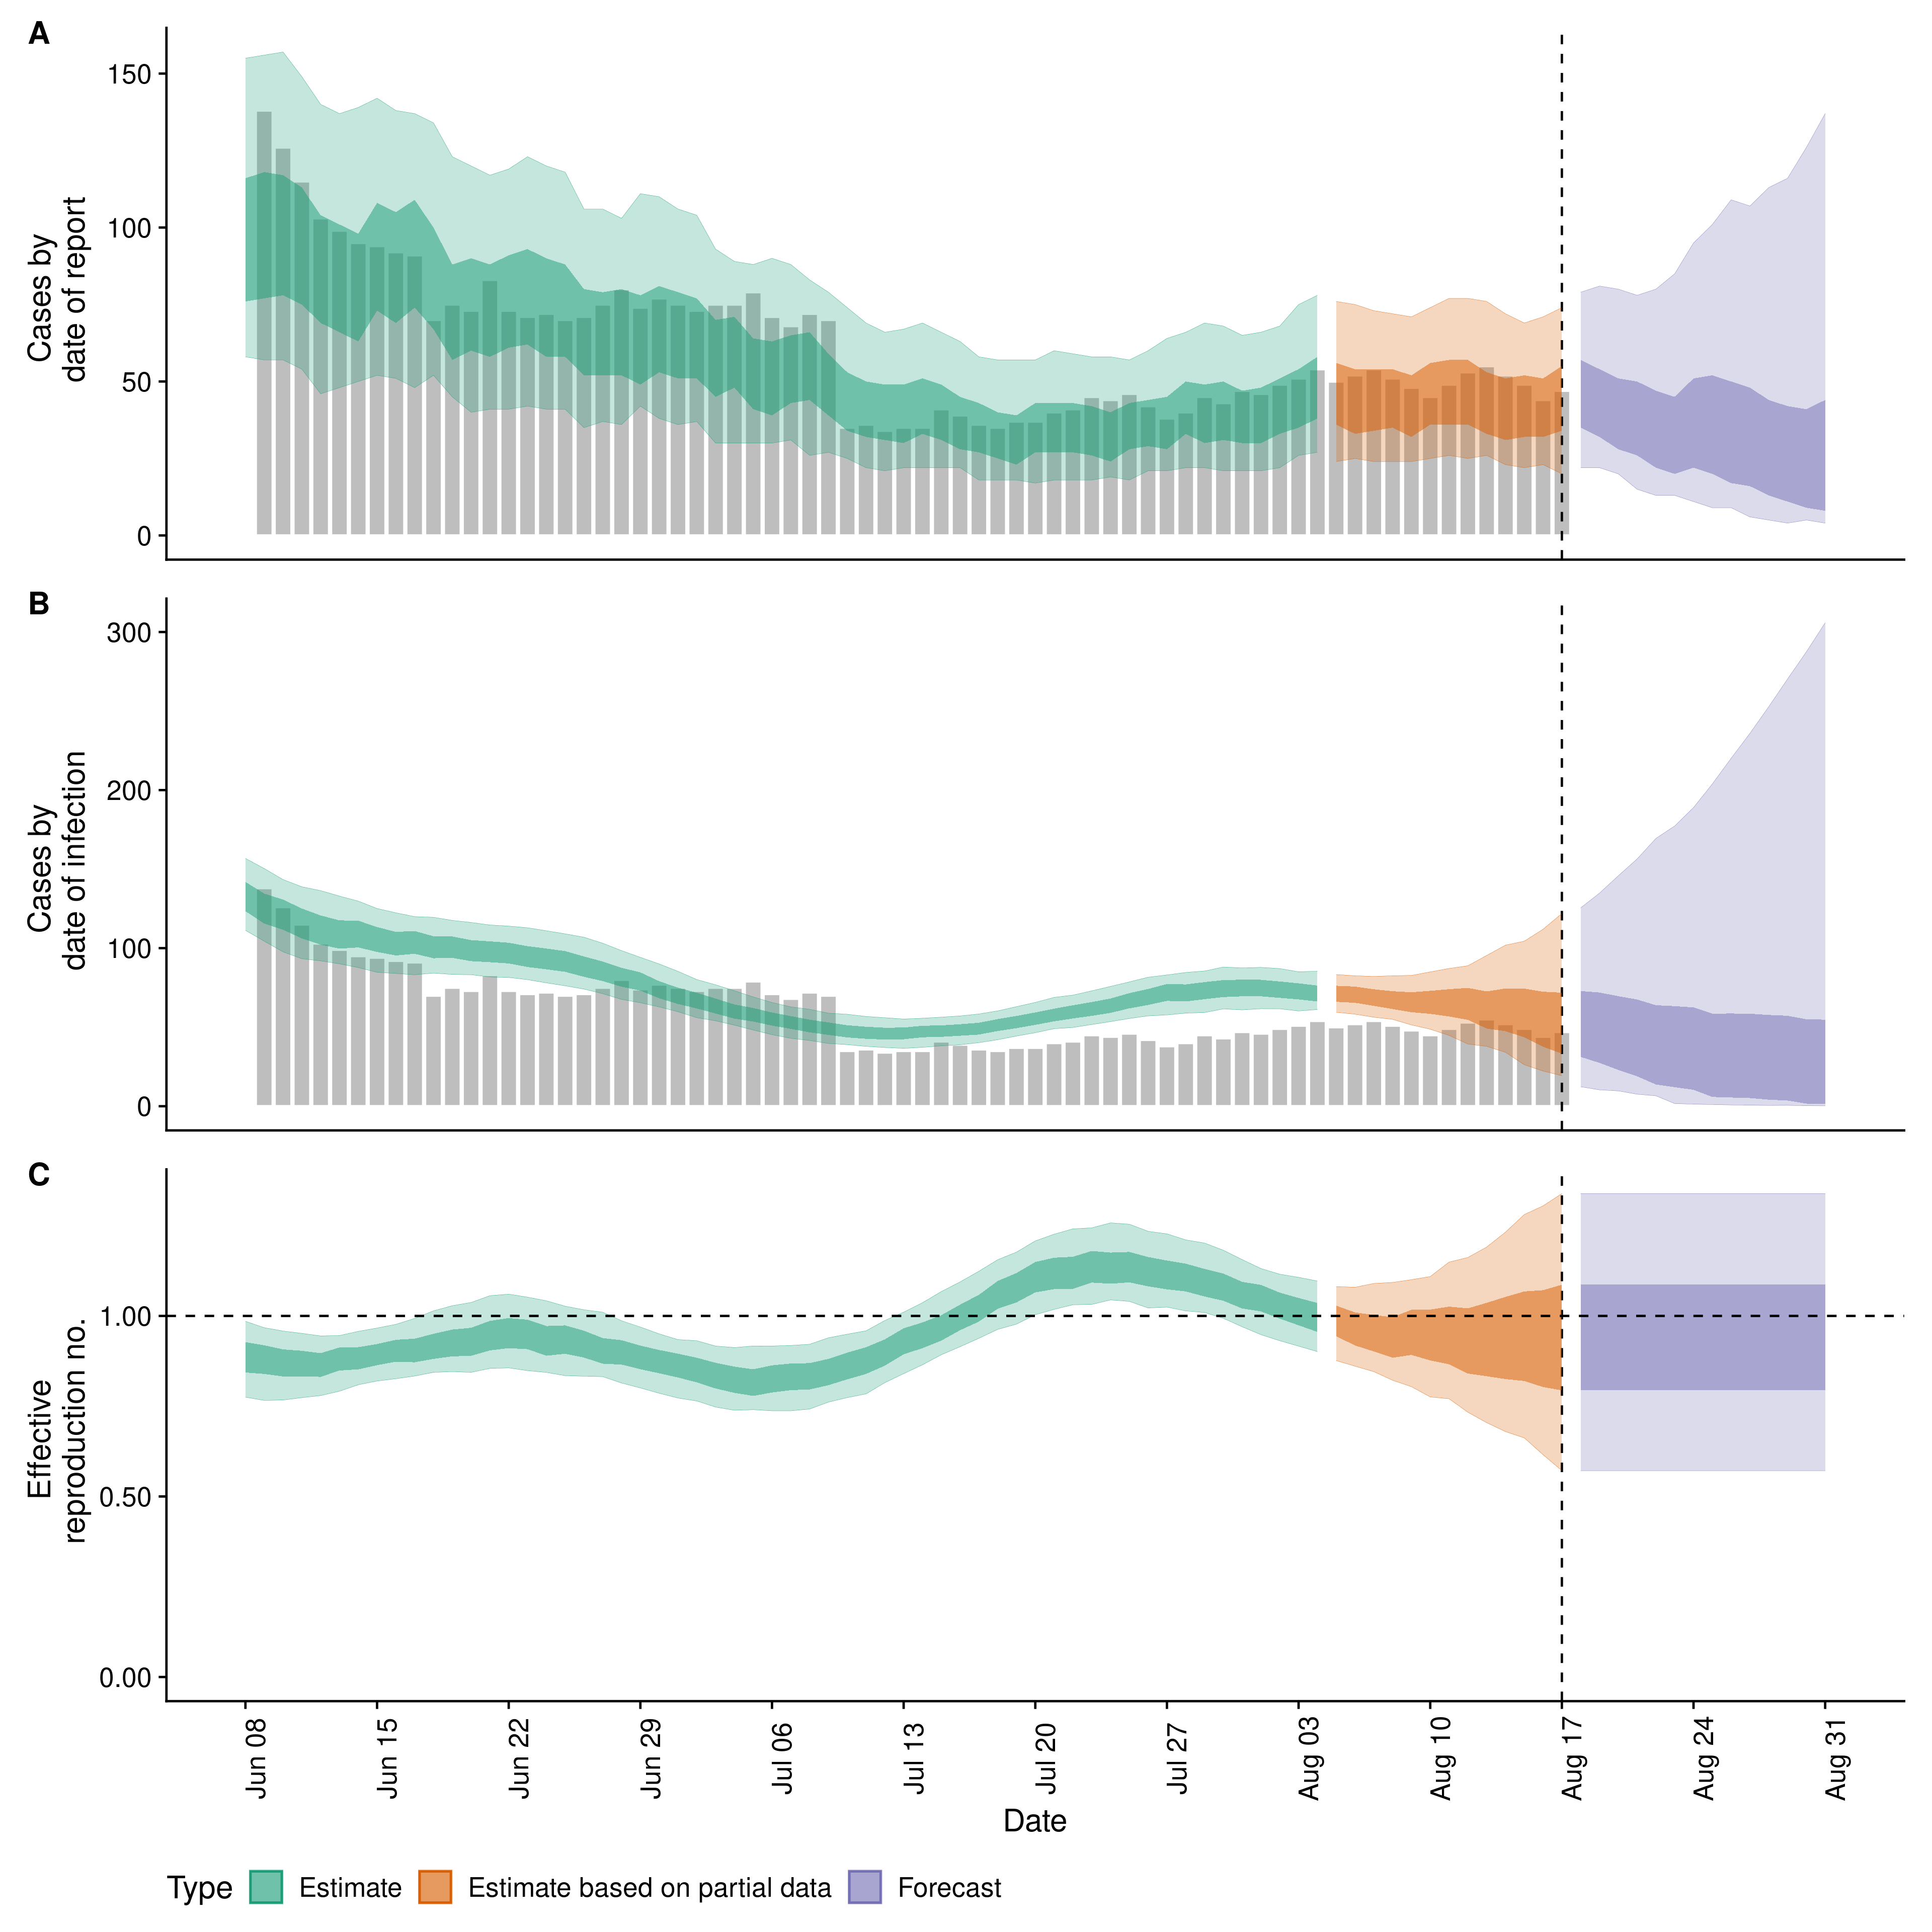 A
150
100
50
0
Cases by
date of report
B
300
200
100
0
Cases by
date of infection
C
1.00
0.50
0.00
Effective
reproduction no.
Jun 08
Jun 15
Jun 22
Jun 29
Jul 06
Jul 13
Jul 20
Jul 27
Aug 03
Aug 10
Aug 17
Aug 24
Aug 31
Date
Type Estimate Estimate based on partial data Forecast